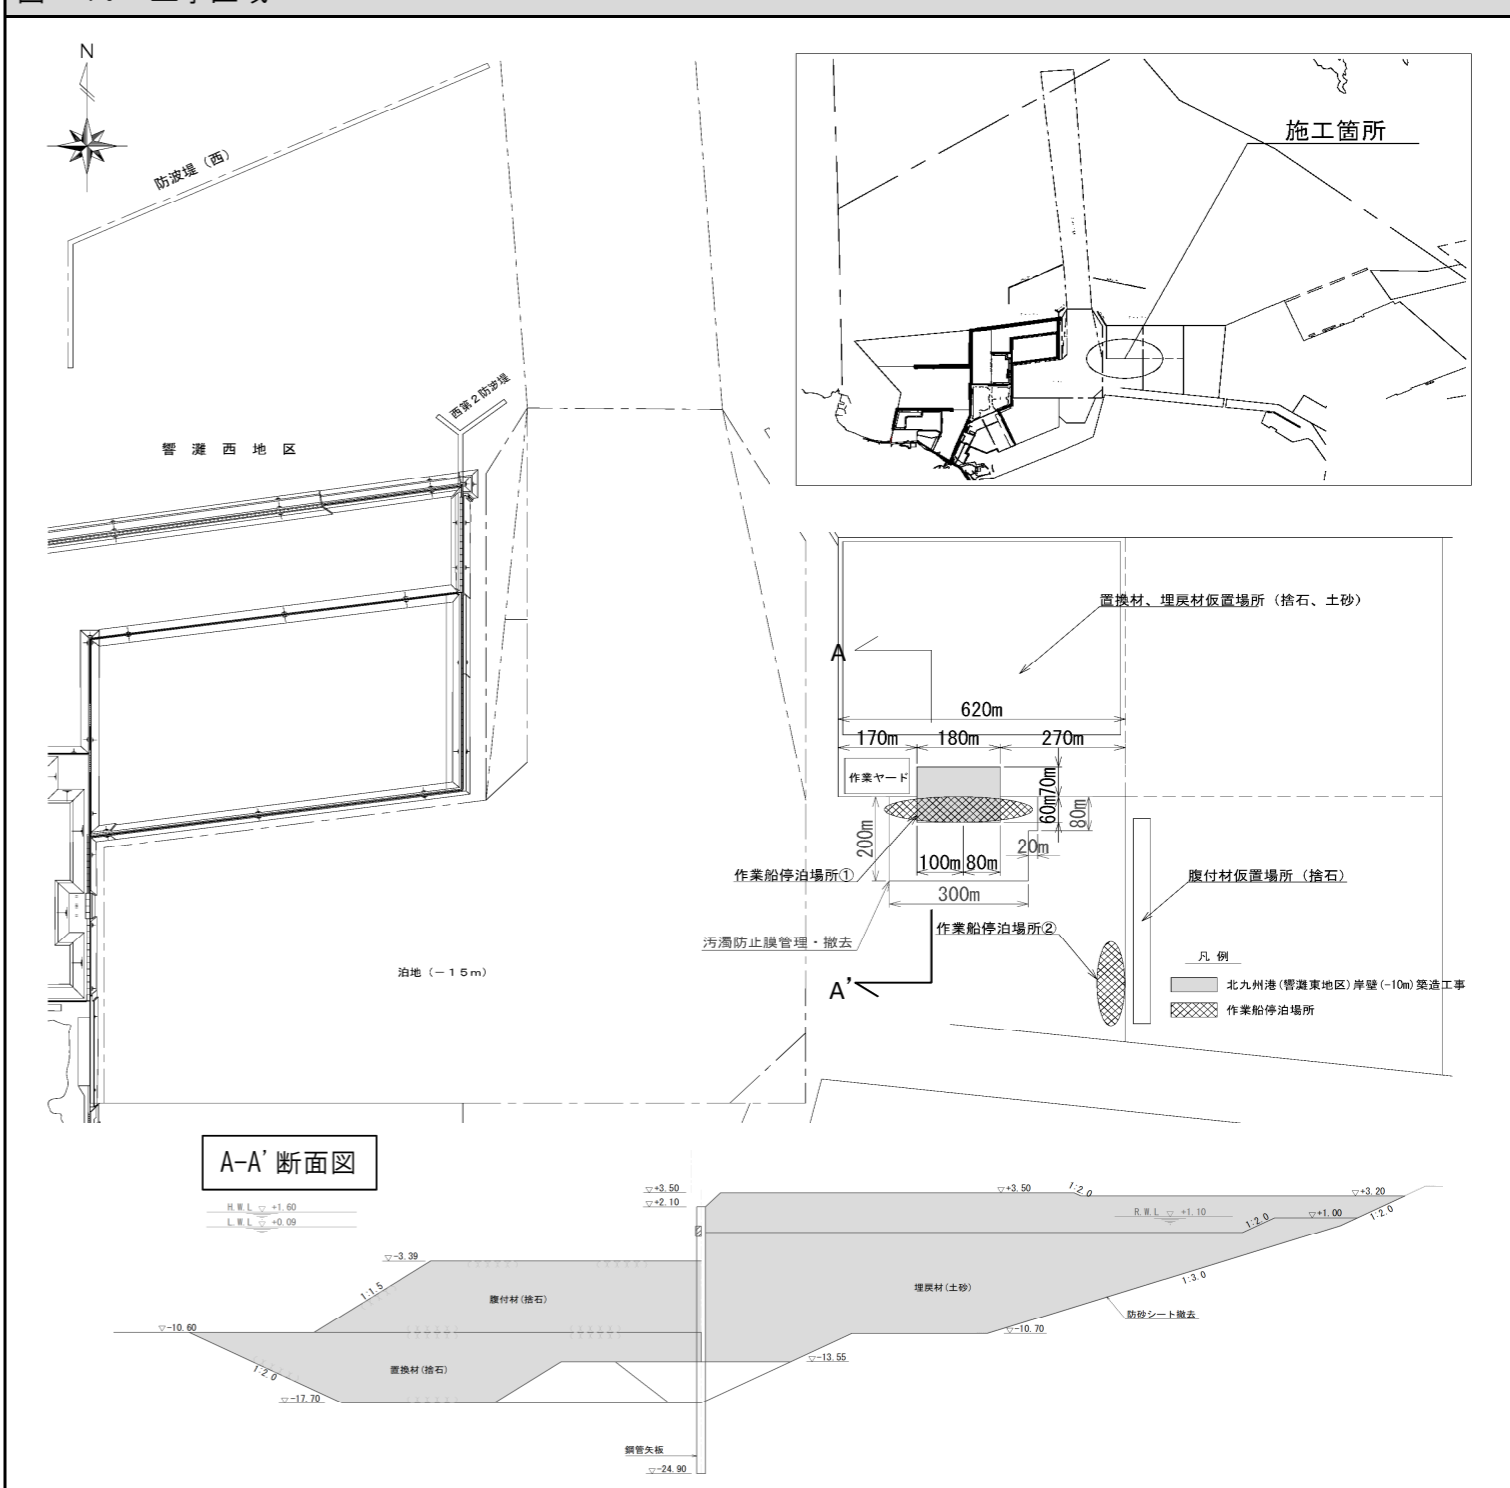 N
防波堤（西）
施工箇所
西第２防波堤
響灘西地区
置換材、埋戻材仮置場所（捨石、土砂）
A
620m
170m
180m
270m
作業ヤード
70m
60m
80m
200m
20m
100m
80m
作業船停泊場所①
300m
腹付材仮置場所（捨石）
汚濁防止膜管理・撤去
作業船停泊場所②
凡 例
泊地（－１５ｍ）
A'
北九州港(響灘東地区)岸壁(-10m)築造工事
作業船停泊場所
A-A'断面図
H.W.L ▽ +1.60
L.W.L ▽ +0.09
▽+3.50
▽+2.10
▽+3.50
1:2.0
▽+3.20
R.W.L ▽ +1.10
1:2.0
▽+1.00
1:2.0
▽-3.39
1:1.5
腹付材(捨石)
埋戻材(土砂)
1:3.0
防砂シート撤去
▽-10.60
▽-10.70
▽-13.55
1:2.0
置換材(捨石)
▽-17.70
鋼管矢板
▽-24.90